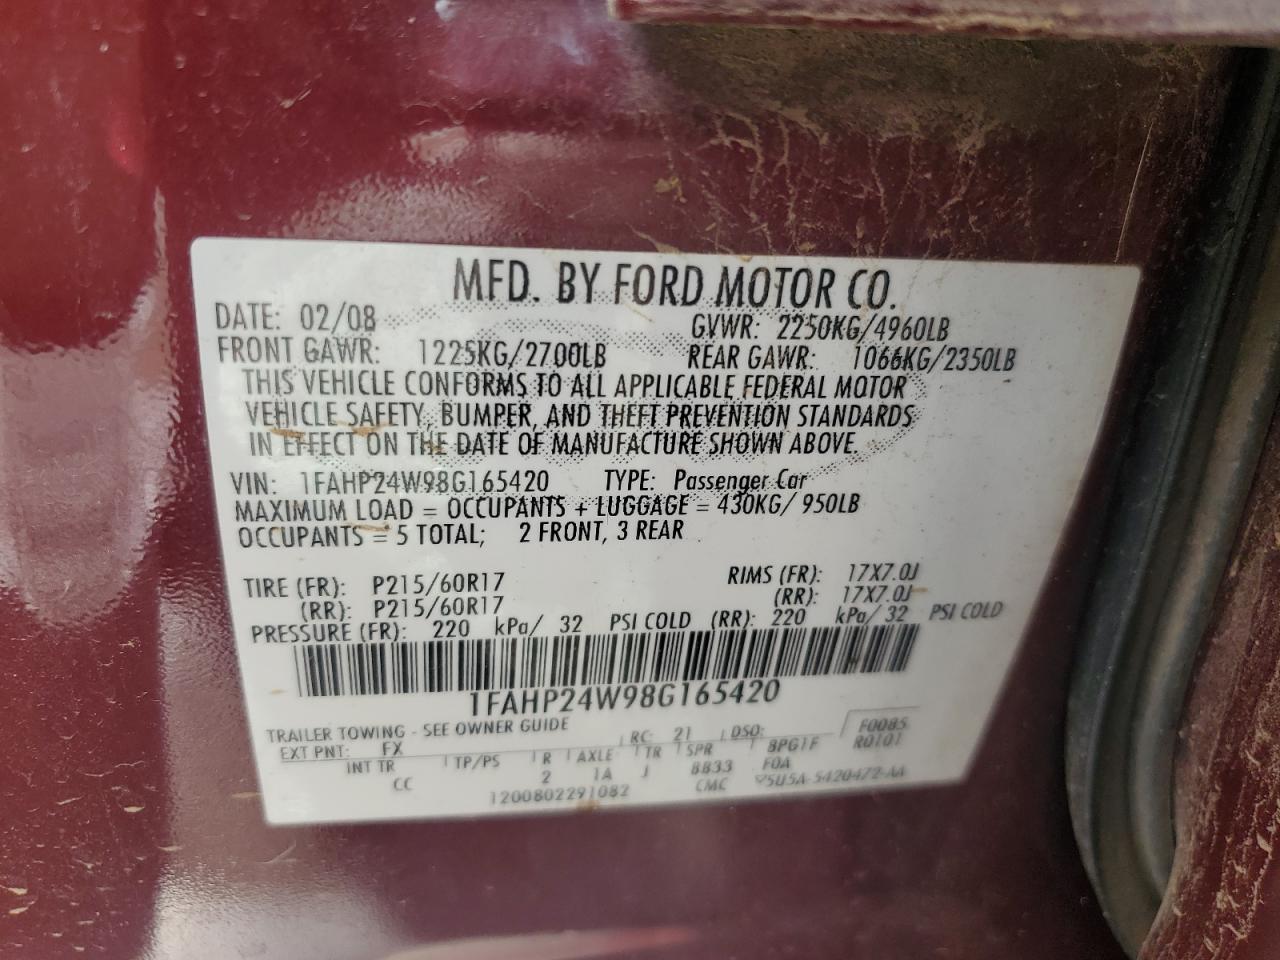 MFD. BY FORD MOTOR CO.
DATE: 02/08 GVWR: 2250KG/4960LB
FRONT GAWR: 1225KG/2700LB REAR GAWR: 1066KG/2350LB
THIS VEHICLE CONFORMS TO ALL APPLICABLE FEDERAL MOTOR
VEHICLE SAFETY, BUMPER, AND THEFT PREVENTION STANDARDS
IN EFFECT ON THE DATE OF MANUFACTURE SHOWN ABOVE.
VIN: 1FAHP24W98G165420 TYPE: Passenger Car
MAXIMUM LOAD = OCCUPANTS + LUGGAGE = 430KG/ 950LB
OCCUPANTS = 5 TOTAL; 2 FRONT, 3 REAR
TIRE (FR): P215/60R17 RIMS (FR): 17X7.0J
(RR): P215/60R17 (RR): 17X7.0J
PRESSURE (FR): 220 kPa/ 32 PSI COLD (RR): 220 kPa/ 32 PSI COLD
1FAHP24W98G165420
TRAILER TOWING - SEE OWNER GUIDE
EXT PNT: FX RC: 21 DSO: F0085
INT TR TP/PS R AXLE TR SPR BPG1F R0101
CC 2 1A J 8833 FOA
1200802291082 CMC 5U5A-5420472-AA